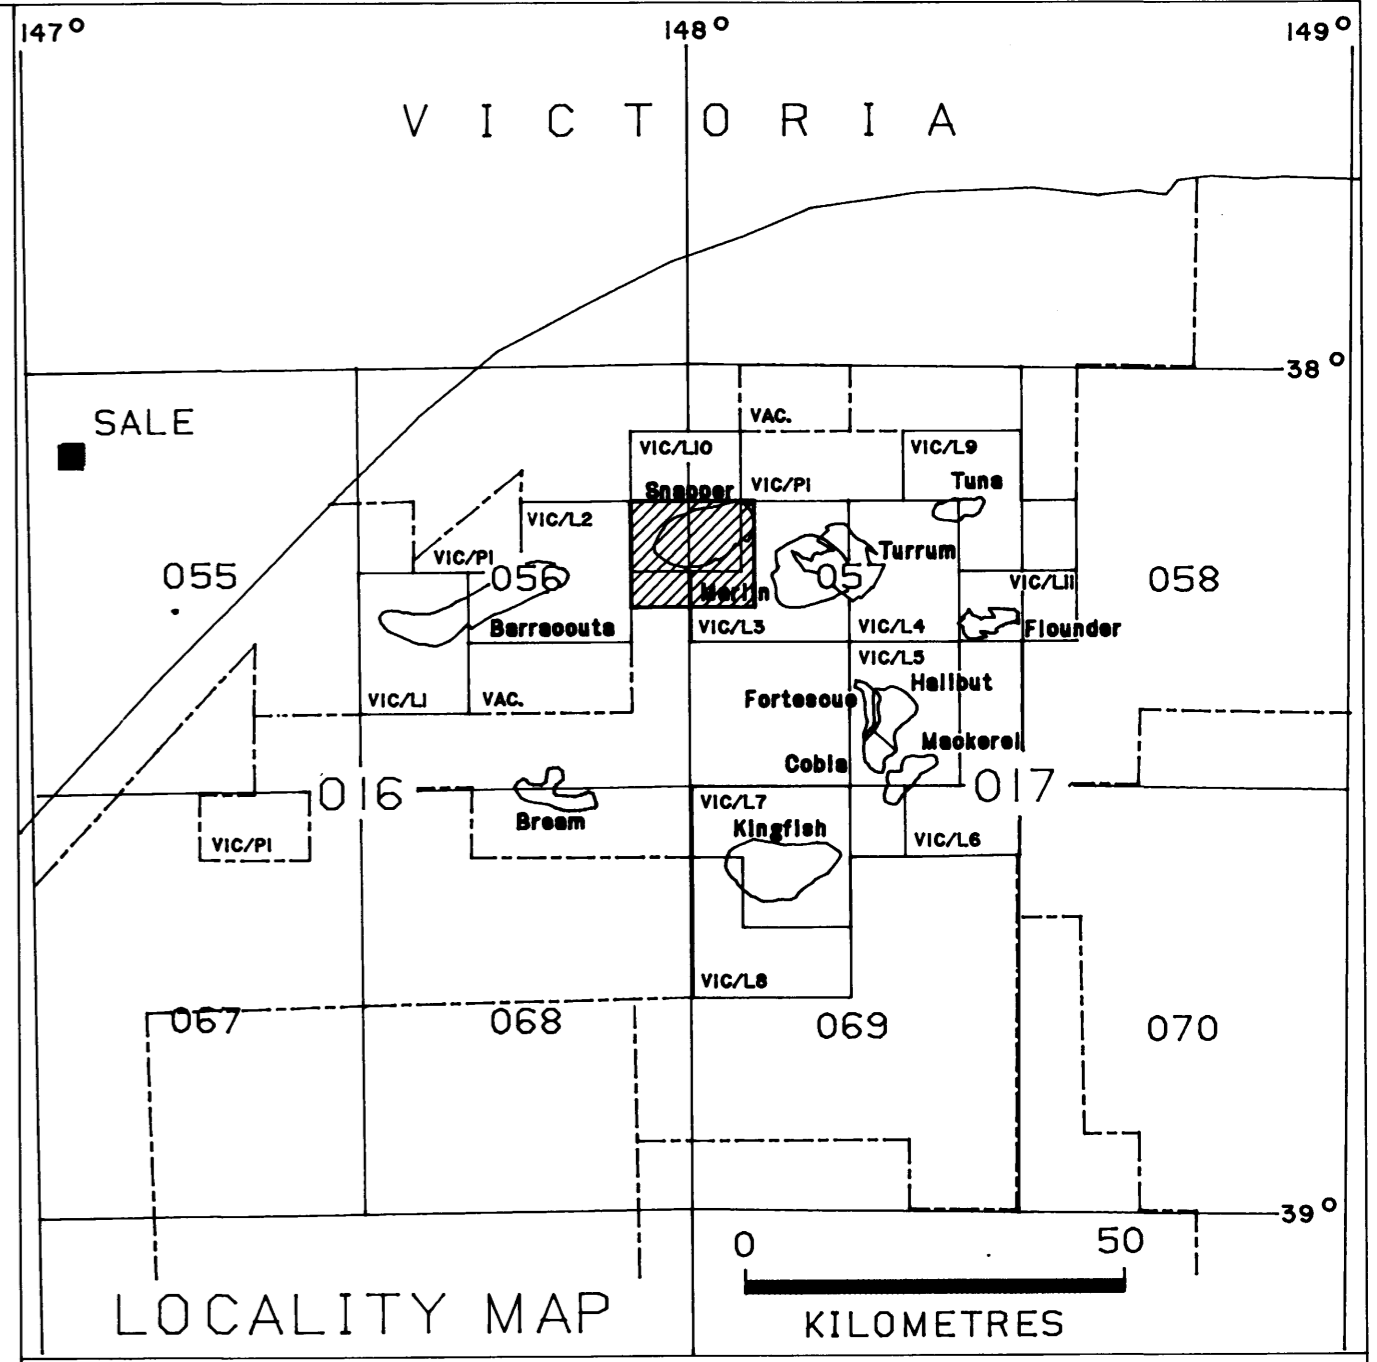 147°
148°
149°
VICTORIA
38°
SALE
VAC.
VIC/L10
VIC/L9
Snapper
VIC/P1
Tuna
VIC/L2
Turrum
VIC/P1
055
056
05
VIC/L11
058
Marlin
Barracouta
VIC/L3
VIC/L4
Flounder
VIC/L5
Halibut
VIC/L1
VAC.
Fortescue
Mackerel
Cobia
016
017
VIC/L7
Bream
Kingfish
VIC/P1
VIC/L6
VIC/L8
067
068
069
070
39°
0
50
LOCALITY MAP
KILOMETRES